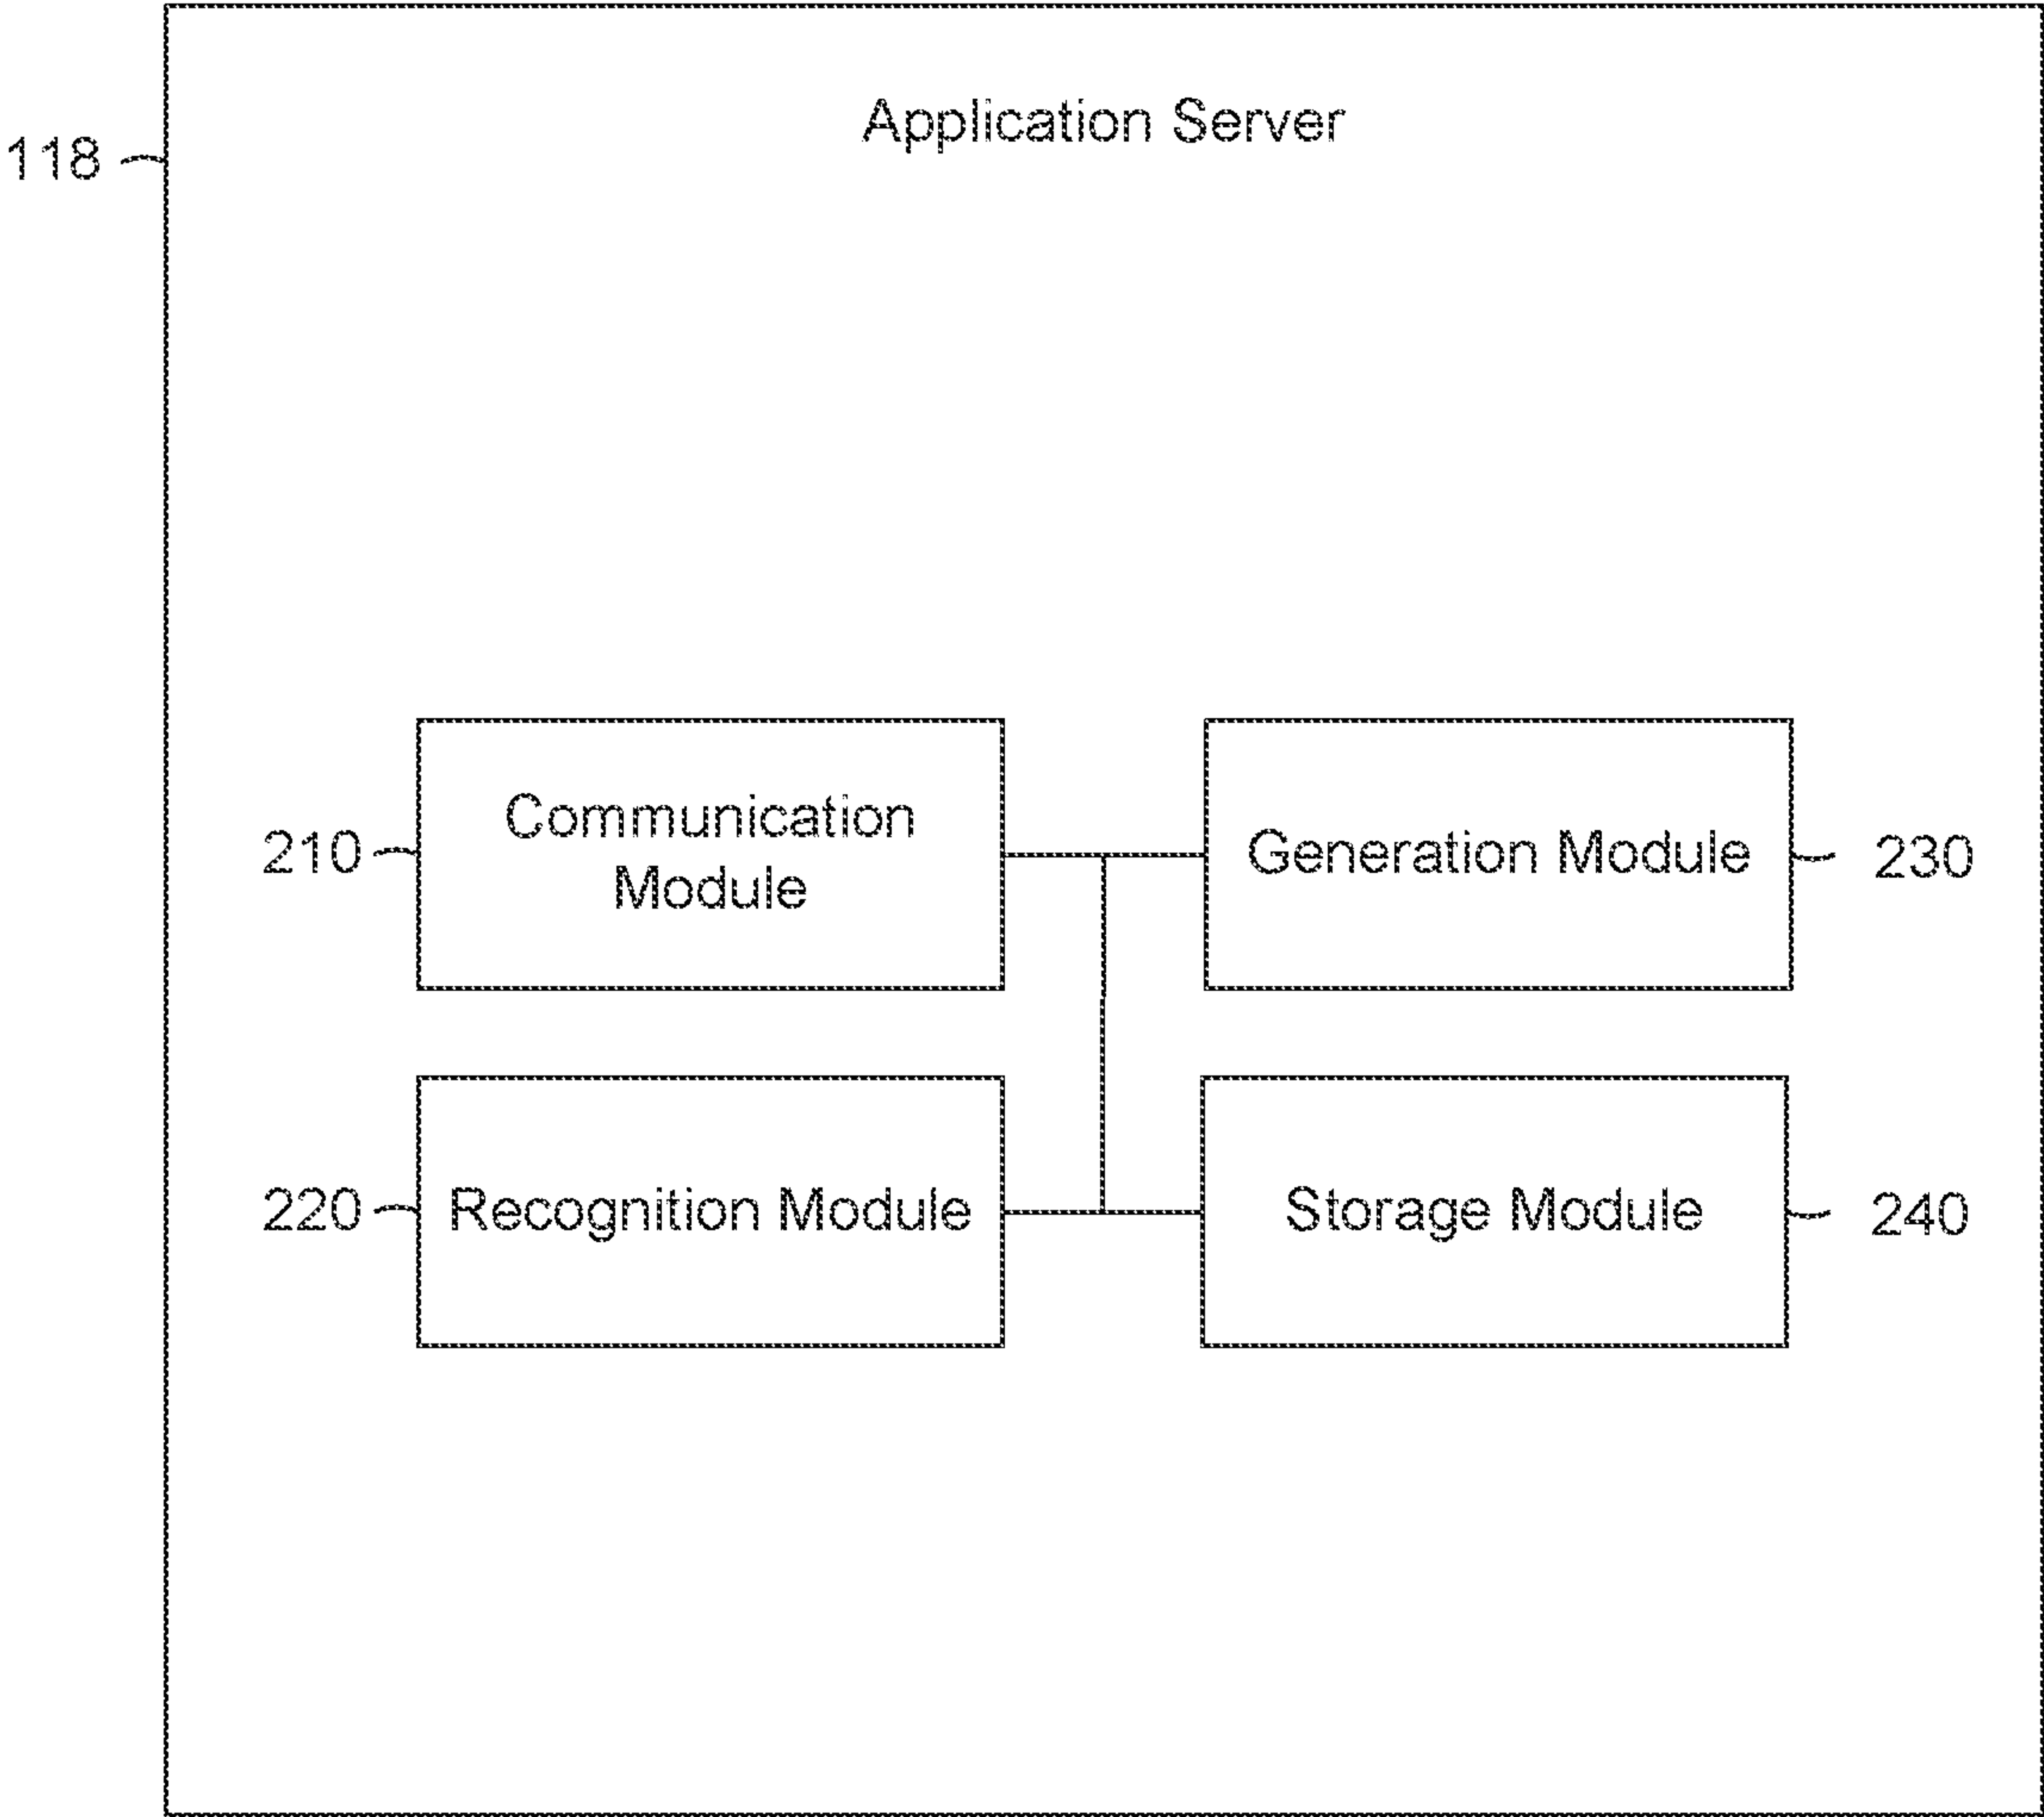 Application Server
118
Communication
Module
210
Generation Module
230
Recognition Module
220
Storage Module
240